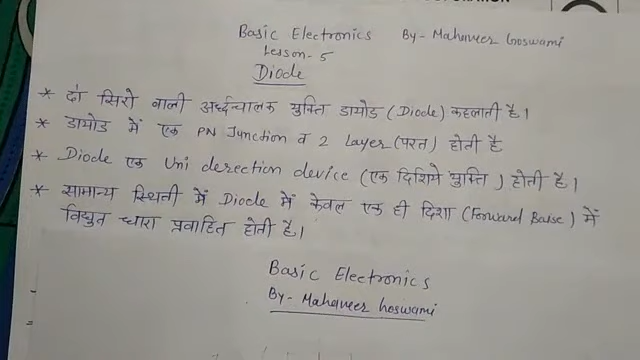 Basic Electronics By- Mahaveer Goswami
Lesson-5
Diode
* दो सिरो वाली अर्द्धचालक युक्ति डायोड (Diode) कहलाती है।
* डायोड में एक PN Junction व 2 Layer (परत) होती है
* Diode एक Uni derection device (एक दिशिये युक्ति) होती है।
* सामान्य स्थिती में Diode में केवल एक ही दिशा (Forward Baise) में
विद्युत धारा प्रवाहित होती है।
Basic Electronics
By- Mahaveer Goswami